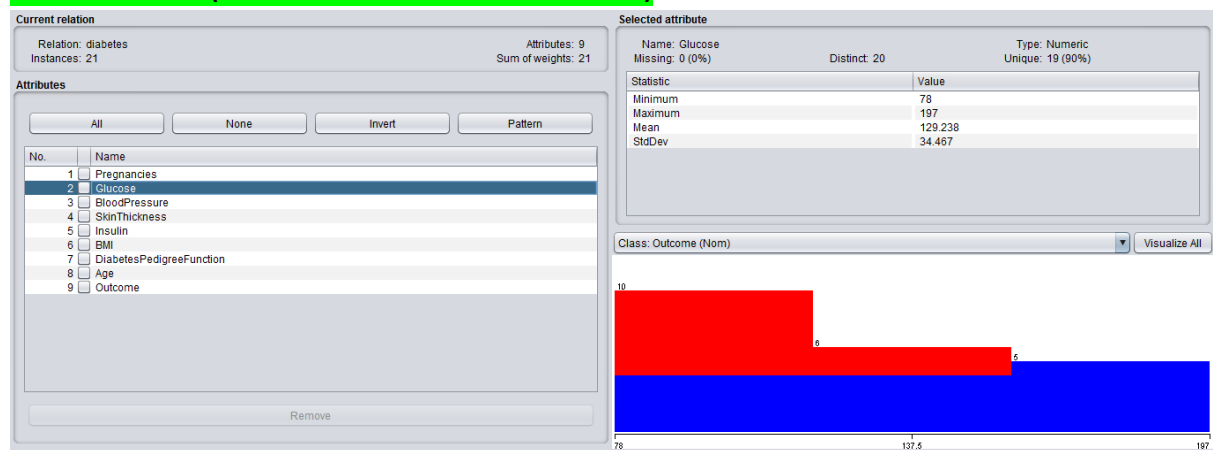 Current relation
Relation: diabetes
Attributes: 9
Instances: 21
Sum of weights: 21
Attributes
All
None
Invert
Pattern
No.
Name
1 Pregnancies
2 Glucose
3 BloodPressure
4 SkinThickness
5 Insulin
6 BMI
7 DiabetesPedigreeFunction
8 Age
9 Outcome
Remove
Selected attribute
Name: Glucose
Type: Numeric
Missing: 0 (0%)
Distinct: 20
Unique: 19 (90%)
Statistic
Value
Minimum 78
Maximum 197
Mean 129.238
StdDev 34.467
Class: Outcome (Nom)
Visualize All
10
6
5
78
137.5
197